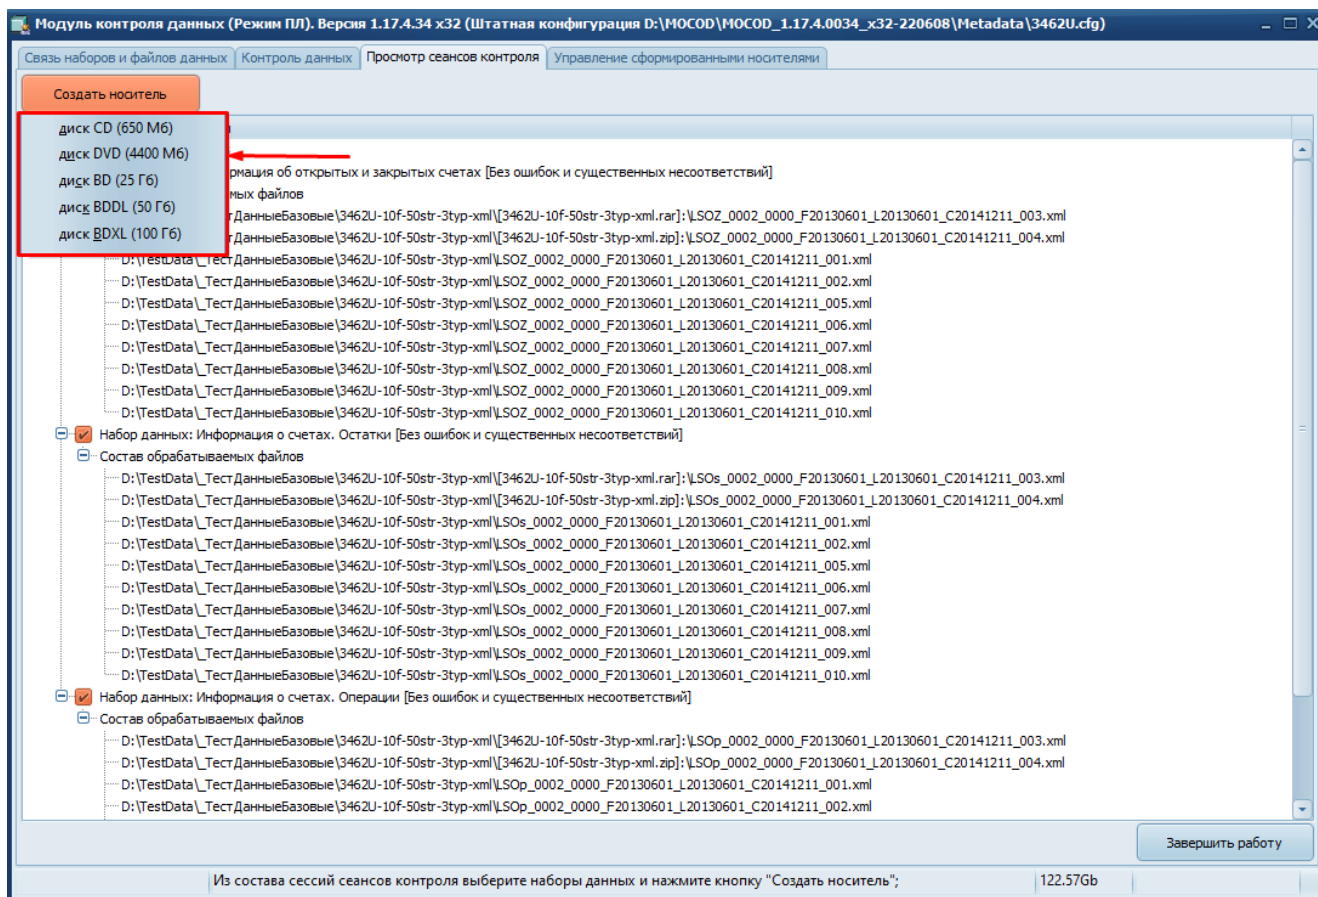 Модуль контроля данных (Режим ПЛ). Версия 1.17.4.34 x32 (Штатная конфигурация D:\MOCOD\MOCOD_1.17.4.0034_x32-220608\Metadata\3462U.cfg)
Связь наборов и файлов данных Контроль данных Просмотр сеансов контроля Управление сформированными носителями
Создать носитель
диск CD (650 Мб)
диск DVD (4400 Мб)
диск BD (25 Гб)
диск BDDL (50 Гб)
диск BDXL (100 Гб)
об открытых и закрытых счетах [Без ошибок и существенных несоответствий]
файлов
ТестДанныеБазовые\3462U-10f-50str-3typ-xml\[3462U-10f-50str-3typ-xml.rar]:\LSOZ_0002_0000_F20130601_L20130601_C20141211_003.xml
ТестДанныеБазовые\3462U-10f-50str-3typ-xml\[3462U-10f-50str-3typ-xml.zip]:\LSOZ_0002_0000_F20130601_L20130601_C20141211_004.xml
D:\TestData\_ТестДанныеБазовые\3462U-10f-50str-3typ-xml\LSOZ_0002_0000_F20130601_L20130601_C20141211_001.xml
D:\TestData\_ТестДанныеБазовые\3462U-10f-50str-3typ-xml\LSOZ_0002_0000_F20130601_L20130601_C20141211_002.xml
D:\TestData\_ТестДанныеБазовые\3462U-10f-50str-3typ-xml\LSOZ_0002_0000_F20130601_L20130601_C20141211_005.xml
D:\TestData\_ТестДанныеБазовые\3462U-10f-50str-3typ-xml\LSOZ_0002_0000_F20130601_L20130601_C20141211_006.xml
D:\TestData\_ТестДанныеБазовые\3462U-10f-50str-3typ-xml\LSOZ_0002_0000_F20130601_L20130601_C20141211_007.xml
D:\TestData\_ТестДанныеБазовые\3462U-10f-50str-3typ-xml\LSOZ_0002_0000_F20130601_L20130601_C20141211_008.xml
D:\TestData\_ТестДанныеБазовые\3462U-10f-50str-3typ-xml\LSOZ_0002_0000_F20130601_L20130601_C20141211_009.xml
D:\TestData\_ТестДанныеБазовые\3462U-10f-50str-3typ-xml\LSOZ_0002_0000_F20130601_L20130601_C20141211_010.xml
Набор данных: Информация о счетах. Остатки [Без ошибок и существенных несоответствий]
Состав обрабатываемых файлов
D:\TestData\_ТестДанныеБазовые\3462U-10f-50str-3typ-xml\[3462U-10f-50str-3typ-xml.rar]:\LSOs_0002_0000_F20130601_L20130601_C20141211_003.xml
D:\TestData\_ТестДанныеБазовые\3462U-10f-50str-3typ-xml\[3462U-10f-50str-3typ-xml.zip]:\LSOs_0002_0000_F20130601_L20130601_C20141211_004.xml
D:\TestData\_ТестДанныеБазовые\3462U-10f-50str-3typ-xml\LSOs_0002_0000_F20130601_L20130601_C20141211_001.xml
D:\TestData\_ТестДанныеБазовые\3462U-10f-50str-3typ-xml\LSOs_0002_0000_F20130601_L20130601_C20141211_002.xml
D:\TestData\_ТестДанныеБазовые\3462U-10f-50str-3typ-xml\LSOs_0002_0000_F20130601_L20130601_C20141211_005.xml
D:\TestData\_ТестДанныеБазовые\3462U-10f-50str-3typ-xml\LSOs_0002_0000_F20130601_L20130601_C20141211_006.xml
D:\TestData\_ТестДанныеБазовые\3462U-10f-50str-3typ-xml\LSOs_0002_0000_F20130601_L20130601_C20141211_007.xml
D:\TestData\_ТестДанныеБазовые\3462U-10f-50str-3typ-xml\LSOs_0002_0000_F20130601_L20130601_C20141211_008.xml
D:\TestData\_ТестДанныеБазовые\3462U-10f-50str-3typ-xml\LSOs_0002_0000_F20130601_L20130601_C20141211_009.xml
D:\TestData\_ТестДанныеБазовые\3462U-10f-50str-3typ-xml\LSOs_0002_0000_F20130601_L20130601_C20141211_010.xml
Набор данных: Информация о счетах. Операции [Без ошибок и существенных несоответствий]
Состав обрабатываемых файлов
D:\TestData\_ТестДанныеБазовые\3462U-10f-50str-3typ-xml\[3462U-10f-50str-3typ-xml.rar]:\LSOp_0002_0000_F20130601_L20130601_C20141211_003.xml
D:\TestData\_ТестДанныеБазовые\3462U-10f-50str-3typ-xml\[3462U-10f-50str-3typ-xml.zip]:\LSOp_0002_0000_F20130601_L20130601_C20141211_004.xml
D:\TestData\_ТестДанныеБазовые\3462U-10f-50str-3typ-xml\LSOp_0002_0000_F20130601_L20130601_C20141211_001.xml
D:\TestData\_ТестДанныеБазовые\3462U-10f-50str-3typ-xml\LSOp_0002_0000_F20130601_L20130601_C20141211_002.xml
Завершить работу
Из состава сессий сеансов контроля выберите наборы данных и нажмите кнопку "Создать носитель"; 122.57Gb